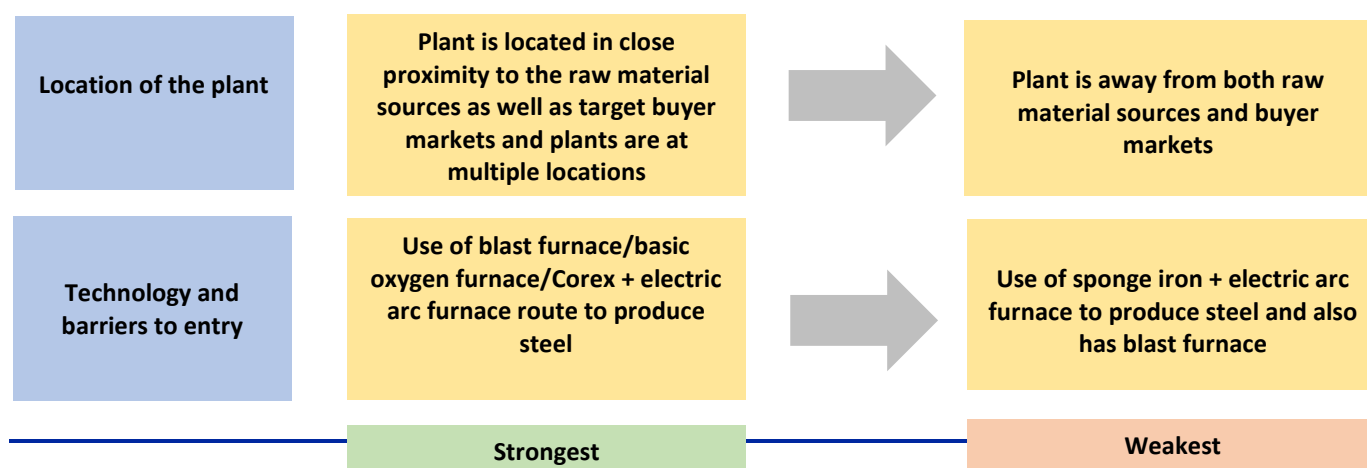 Location of the plant
Plant is located in close
proximity to the raw material
sources as well as target buyer
markets and plants are at
multiple locations
Plant is away from both raw
material sources and buyer
markets
Technology and
barriers to entry
Use of blast furnace/basic
oxygen furnace/Corex + electric
arc furnace route to produce
steel
Use of sponge iron + electric arc
furnace to produce steel and also
has blast furnace
Strongest
Weakest